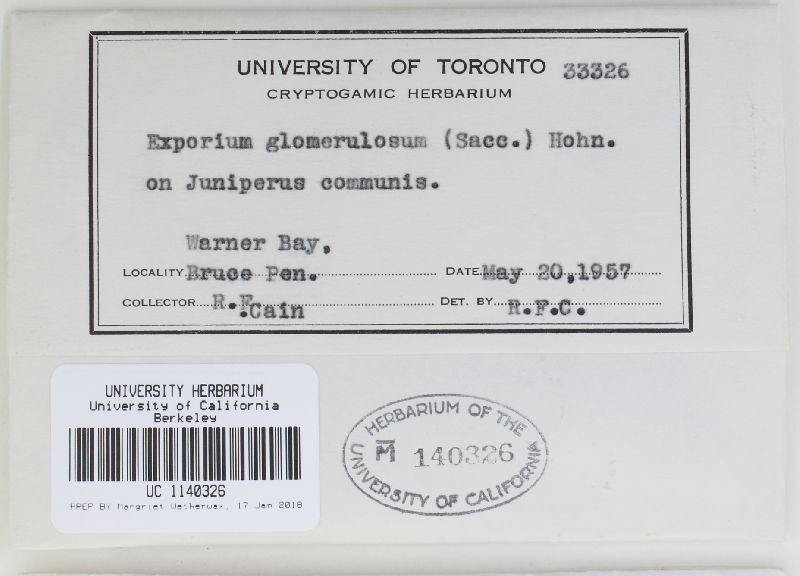 UNIVERSITY OF TORONTO 33326
CRYPTOGAMIC HERBARIUM
Exporium glomerulosum (Sacc.) Hohn.
on Juniperus communis.
Warner Bay,
LOCALITY Bruce Pen. DATE May 20, 1957
COLLECTOR R.F. Cain DET. BY R.F.C.
UNIVERSITY HERBARIUM
University of California
Berkeley
UC 1140326
PREP BY Margriet Wetherwax, 17 Jan 2018
HERBARIUM OF THE
M 140326
UNIVERSITY OF CALIFORNIA